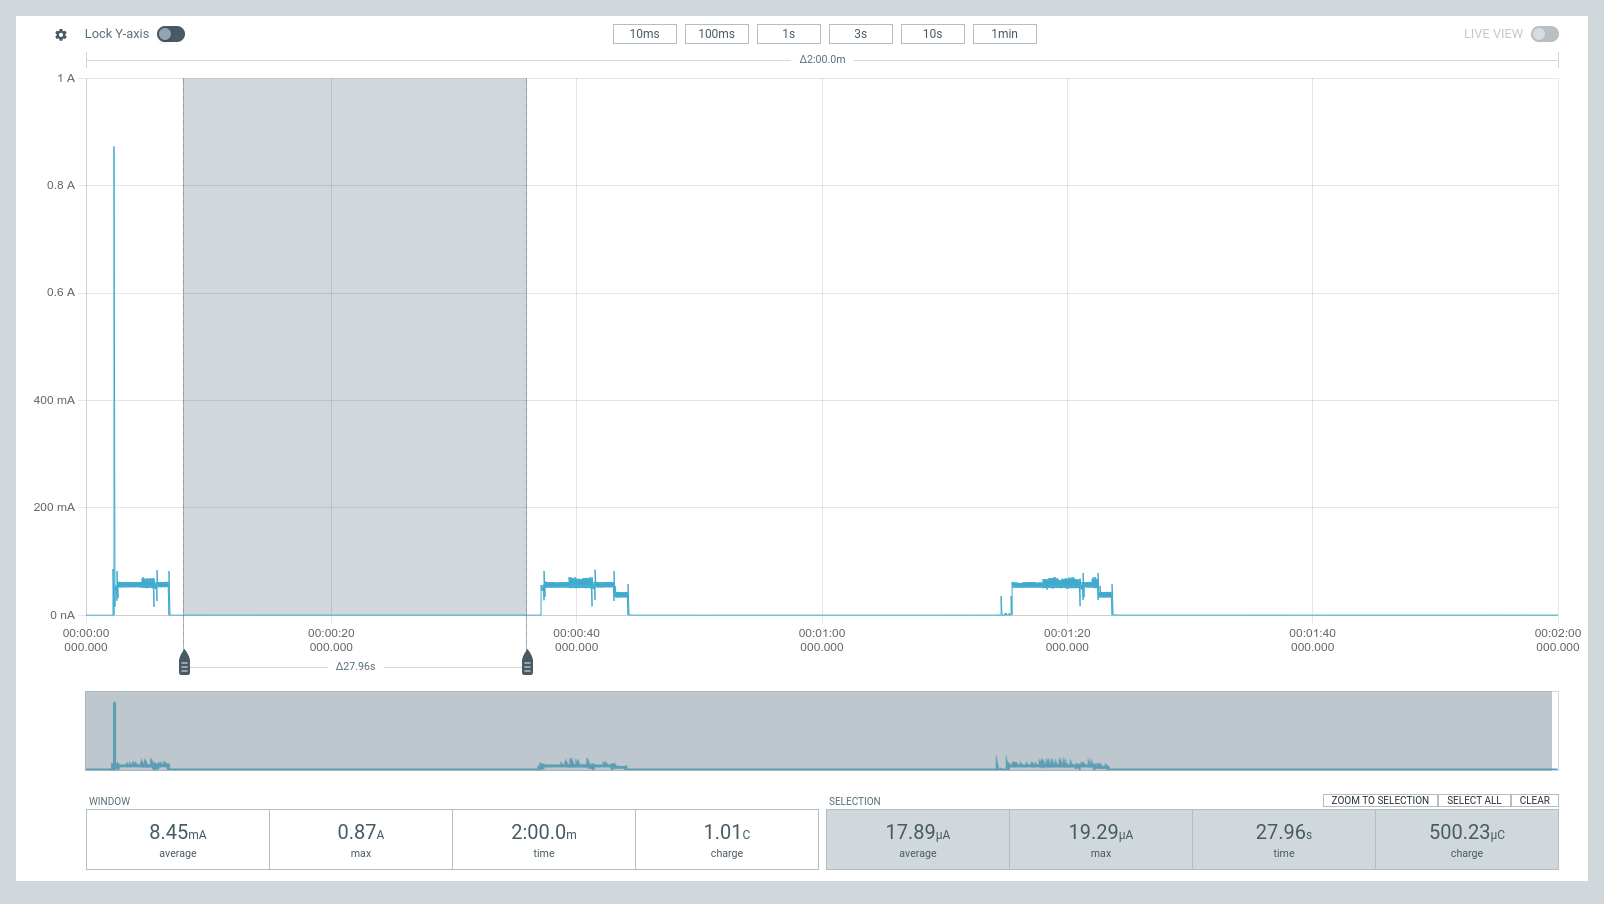 Lock Y-axis
10ms 100ms 1s 3s 10s 1min
LIVE VIEW
Δ2:00.0m
1 A
0.8 A
0.6 A
400 mA
200 mA
0 nA
00:00:00 00:00:20 00:00:40 00:01:00 00:01:20 00:01:40 00:02:00
000.000 000.000 000.000 000.000 000.000 000.000 000.000
Δ27.96s
WINDOW
8.45mA 0.87A 2:00.0m 1.01C
average max time charge
SELECTION
ZOOM TO SELECTION SELECT ALL CLEAR
17.89μA 19.29μA 27.96s 500.23μC
average max time charge